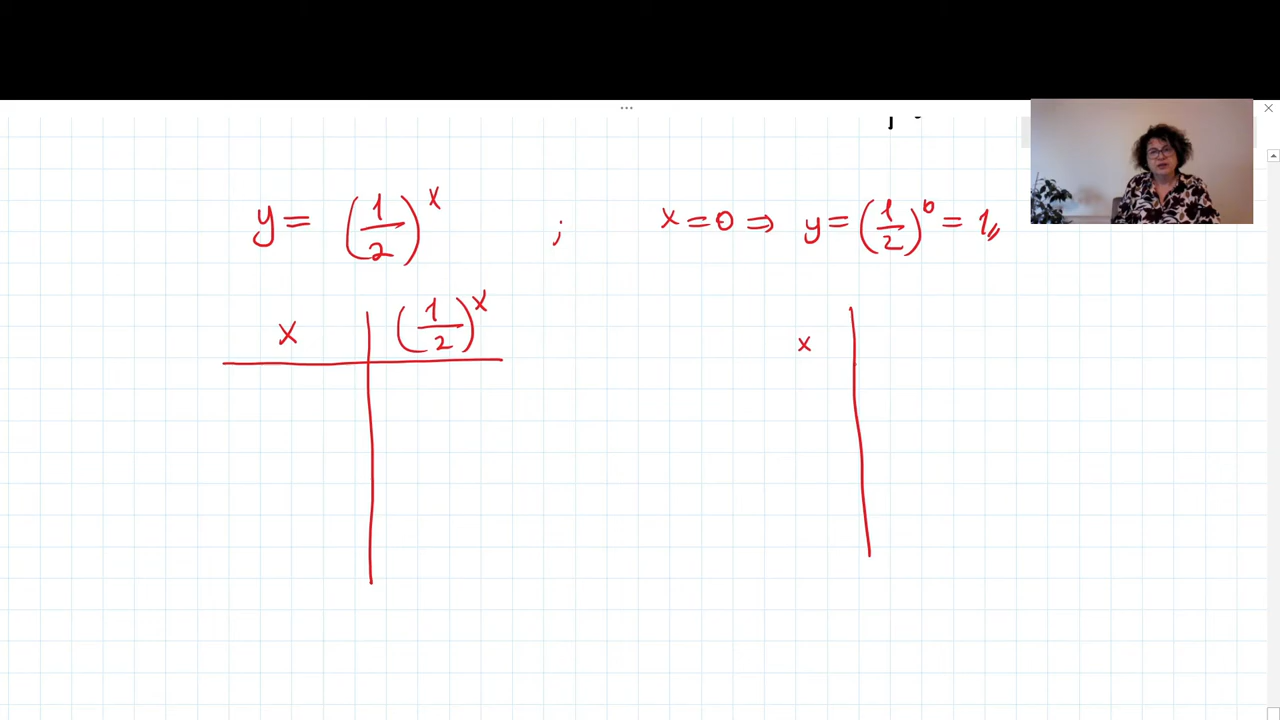 y = (1/2)^x ; x = 0 ⇒ y = (1/2)^0 = 1,,
x | (1/2)^x
x |